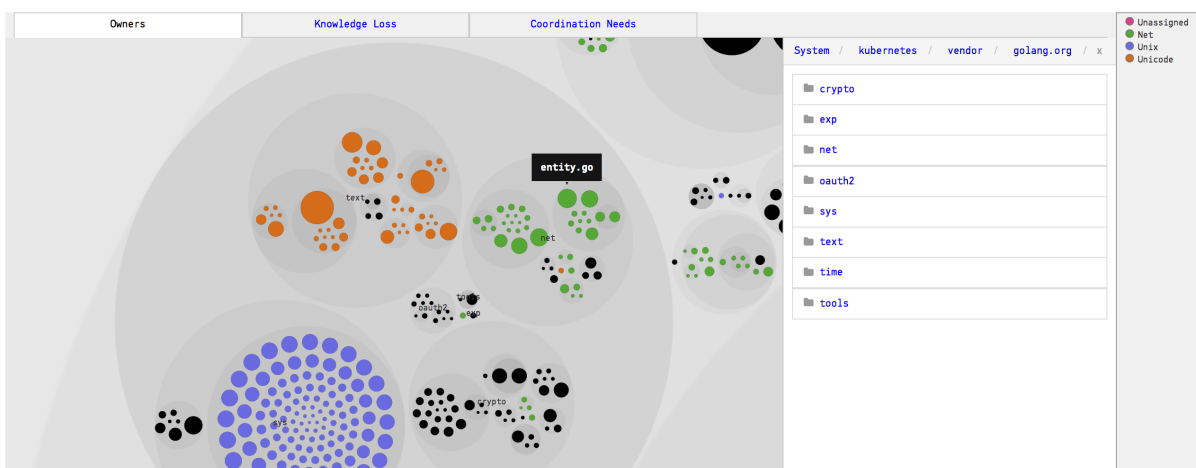 Owners
Knowledge Loss
Coordination Needs
System / kubernetes / vendor / golang.org / x
crypto
exp
net
oauth2
sys
text
time
tools
Unassigned
Net
Unix
Unicode
entity.go
text
net
tools
oauth2
exp
crypto
sys